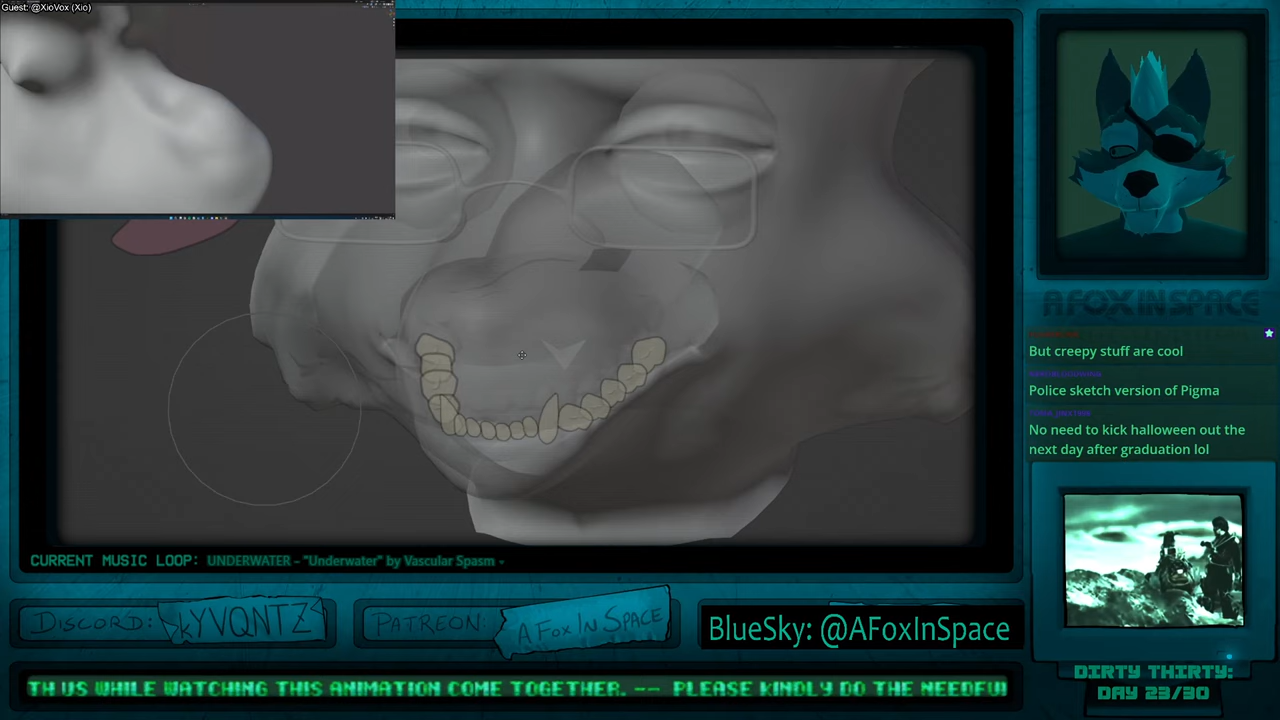 Guest: @XioVox (Xio)
A FOX IN SPACE
But creepy stuff are cool
Police sketch version of Pigma
No need to kick halloween out the
next day after graduation lol
CURRENT MUSIC LOOP: UNDERWATER - "Underwater" by Vascular Spasm -
DISCORD: kYVQNTZ
PATREON: A FOX IN SPACE
BlueSky: @AFoxInSpace
TH US WHILE WATCHING THIS ANIMATION COME TOGETHER. -- PLEASE KINDLY DO THE NEEDFU
DIRTY THIRTY:
DAY 23/30